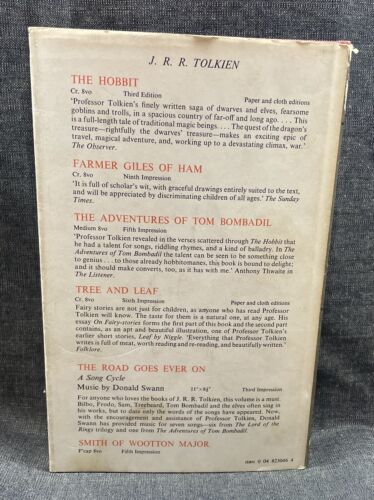 J. R. R. TOLKIEN
THE HOBBIT
Cr. 8vo Third Edition Paper and cloth editions
'Professor Tolkien's finely written saga of dwarves and elves, fearsome
goblins and trolls, in a spacious country of far-off and long ago. . . . This
is a full-length tale of traditional magic beings. . . . The quest of the dragon's
treasure—rightfully the dwarves' treasure—makes an exciting epic of
travel, magical adventure, and, working up to a devastating climax, war.'
The Observer.
FARMER GILES OF HAM
Cr. 8vo Ninth Impression
'It is full of scholar's wit, with graceful drawings entirely suited to the text,
and will be appreciated by discriminating children of all ages.' The Sunday
Times.
THE ADVENTURES OF TOM BOMBADIL
Medium 8vo Fifth Impression
'Professor Tolkien revealed in the verses scattered through The Hobbit that
he had a talent for songs, riddling rhymes, and a kind of balladry. In The
Adventures of Tom Bombadil the talent can be seen to be something close
to genius . . . to those already hobbitomanes, this book is bound to delight;
and it should make converts, too, as it has with me.' Anthony Thwaite in
The Listener.
TREE AND LEAF
Cr. 8vo Sixth Impression Paper and cloth editions
Fairy stories are not just for children, as anyone who has read Professor
Tolkien will know. The taste for them is a natural one, at any age. His
essay On Fairy-stories forms the first part of this book and the second part
contains, as an apt and beautiful illustration, one of Professor Tolkien's
earlier short stories, Leaf by Niggle. 'Everything that Professor Tolkien
writes is full of meat, worth reading and re-reading, and beautifully written.'
Folklore.
THE ROAD GOES EVER ON
A Song Cycle
Music by Donald Swann 11"×8½" Third Impression
For anyone who loves the books of J. R. R. Tolkien, this volume is a must.
Bilbo, Frodo, Sam, Treebeard, Tom Bombadil and the elves often sing in
his works, but to date only the words of the songs have appeared. Now,
with the encouragement and assistance of Professor Tolkien, Donald
Swann has provided music for seven songs—six from The Lord of the
Rings trilogy and one from The Adventures of Tom Bombadil.
SMITH OF WOOTTON MAJOR
F'cap 8vo Fifth Impression
ISBN 0 04 823046 4